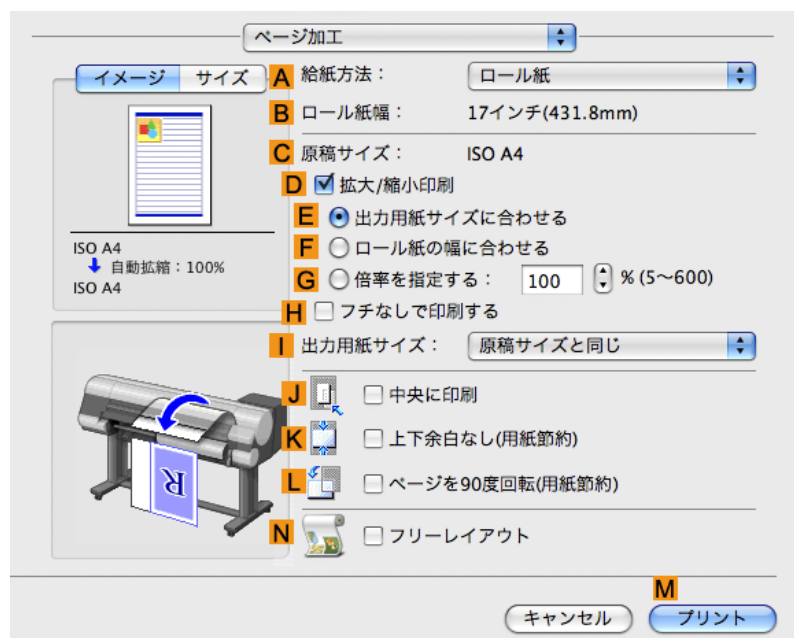 ページ加工
イメージ サイズ
A 給紙方法： ロール紙
B ロール紙幅： 17インチ(431.8mm)
C 原稿サイズ： ISO A4
D 拡大/縮小印刷
E 出力用紙サイズに合わせる
F ロール紙の幅に合わせる
G 倍率を指定する： 100 % (5〜600)
H フチなしで印刷する
I 出力用紙サイズ： 原稿サイズと同じ
ISO A4
自動拡縮：100%
ISO A4
J 中央に印刷
K 上下余白なし(用紙節約)
L ページを90度回転(用紙節約)
N フリーレイアウト
R
M
キャンセル プリント